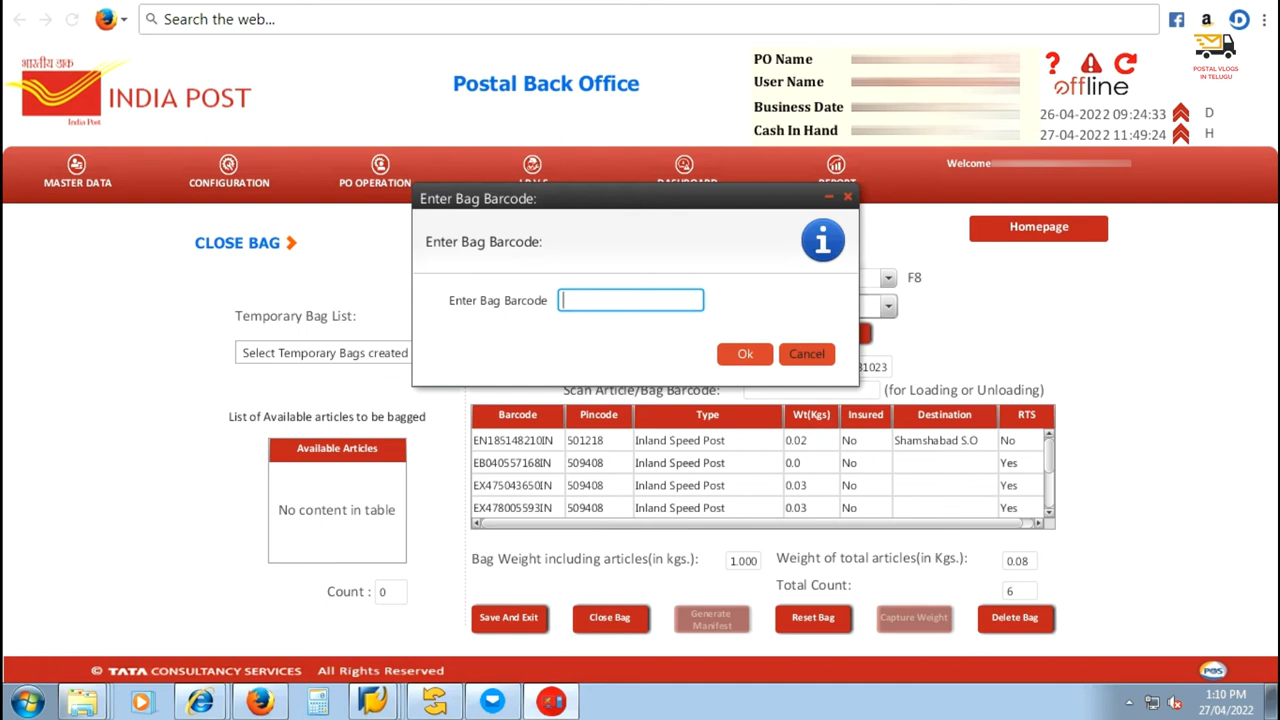 Search the web...
भारतीय डाक
INDIA POST
India Post
Postal Back Office
PO Name
User Name
Business Date
Cash In Hand
offline
POSTAL VLOGS
IN TELUGU
26-04-2022 09:24:33 D
27-04-2022 11:49:24 H
MASTER DATA
CONFIGURATION
PO OPERATION
DASHBOARD
REPORT
Welcome
Enter Bag Barcode:
Enter Bag Barcode:
Enter Bag Barcode
Ok
Cancel
CLOSE BAG
Homepage
F8
Temporary Bag List:
Select Temporary Bags created
31023
Scan Article/Bag Barcode: (for Loading or Unloading)
List of Available articles to be bagged
Available Articles
No content in table
Count : 0
Barcode Pincode Type Wt(Kgs) Insured Destination RTS
EN185148210IN 501218 Inland Speed Post 0.02 No Shamshabad S.O No
EB040557168IN 509408 Inland Speed Post 0.0 No Yes
EX475043650IN 509408 Inland Speed Post 0.03 No Yes
EX478005593IN 509408 Inland Speed Post 0.03 No Yes
Bag Weight including articles(in kgs.): 1.000 Weight of total articles(in Kgs.): 0.08
Total Count: 6
Save And Exit
Close Bag
Generate
Manifest
Reset Bag
Capture Weight
Delete Bag
© TATA CONSULTANCY SERVICES All Rights Reserved
POS
1:10 PM
27/04/2022